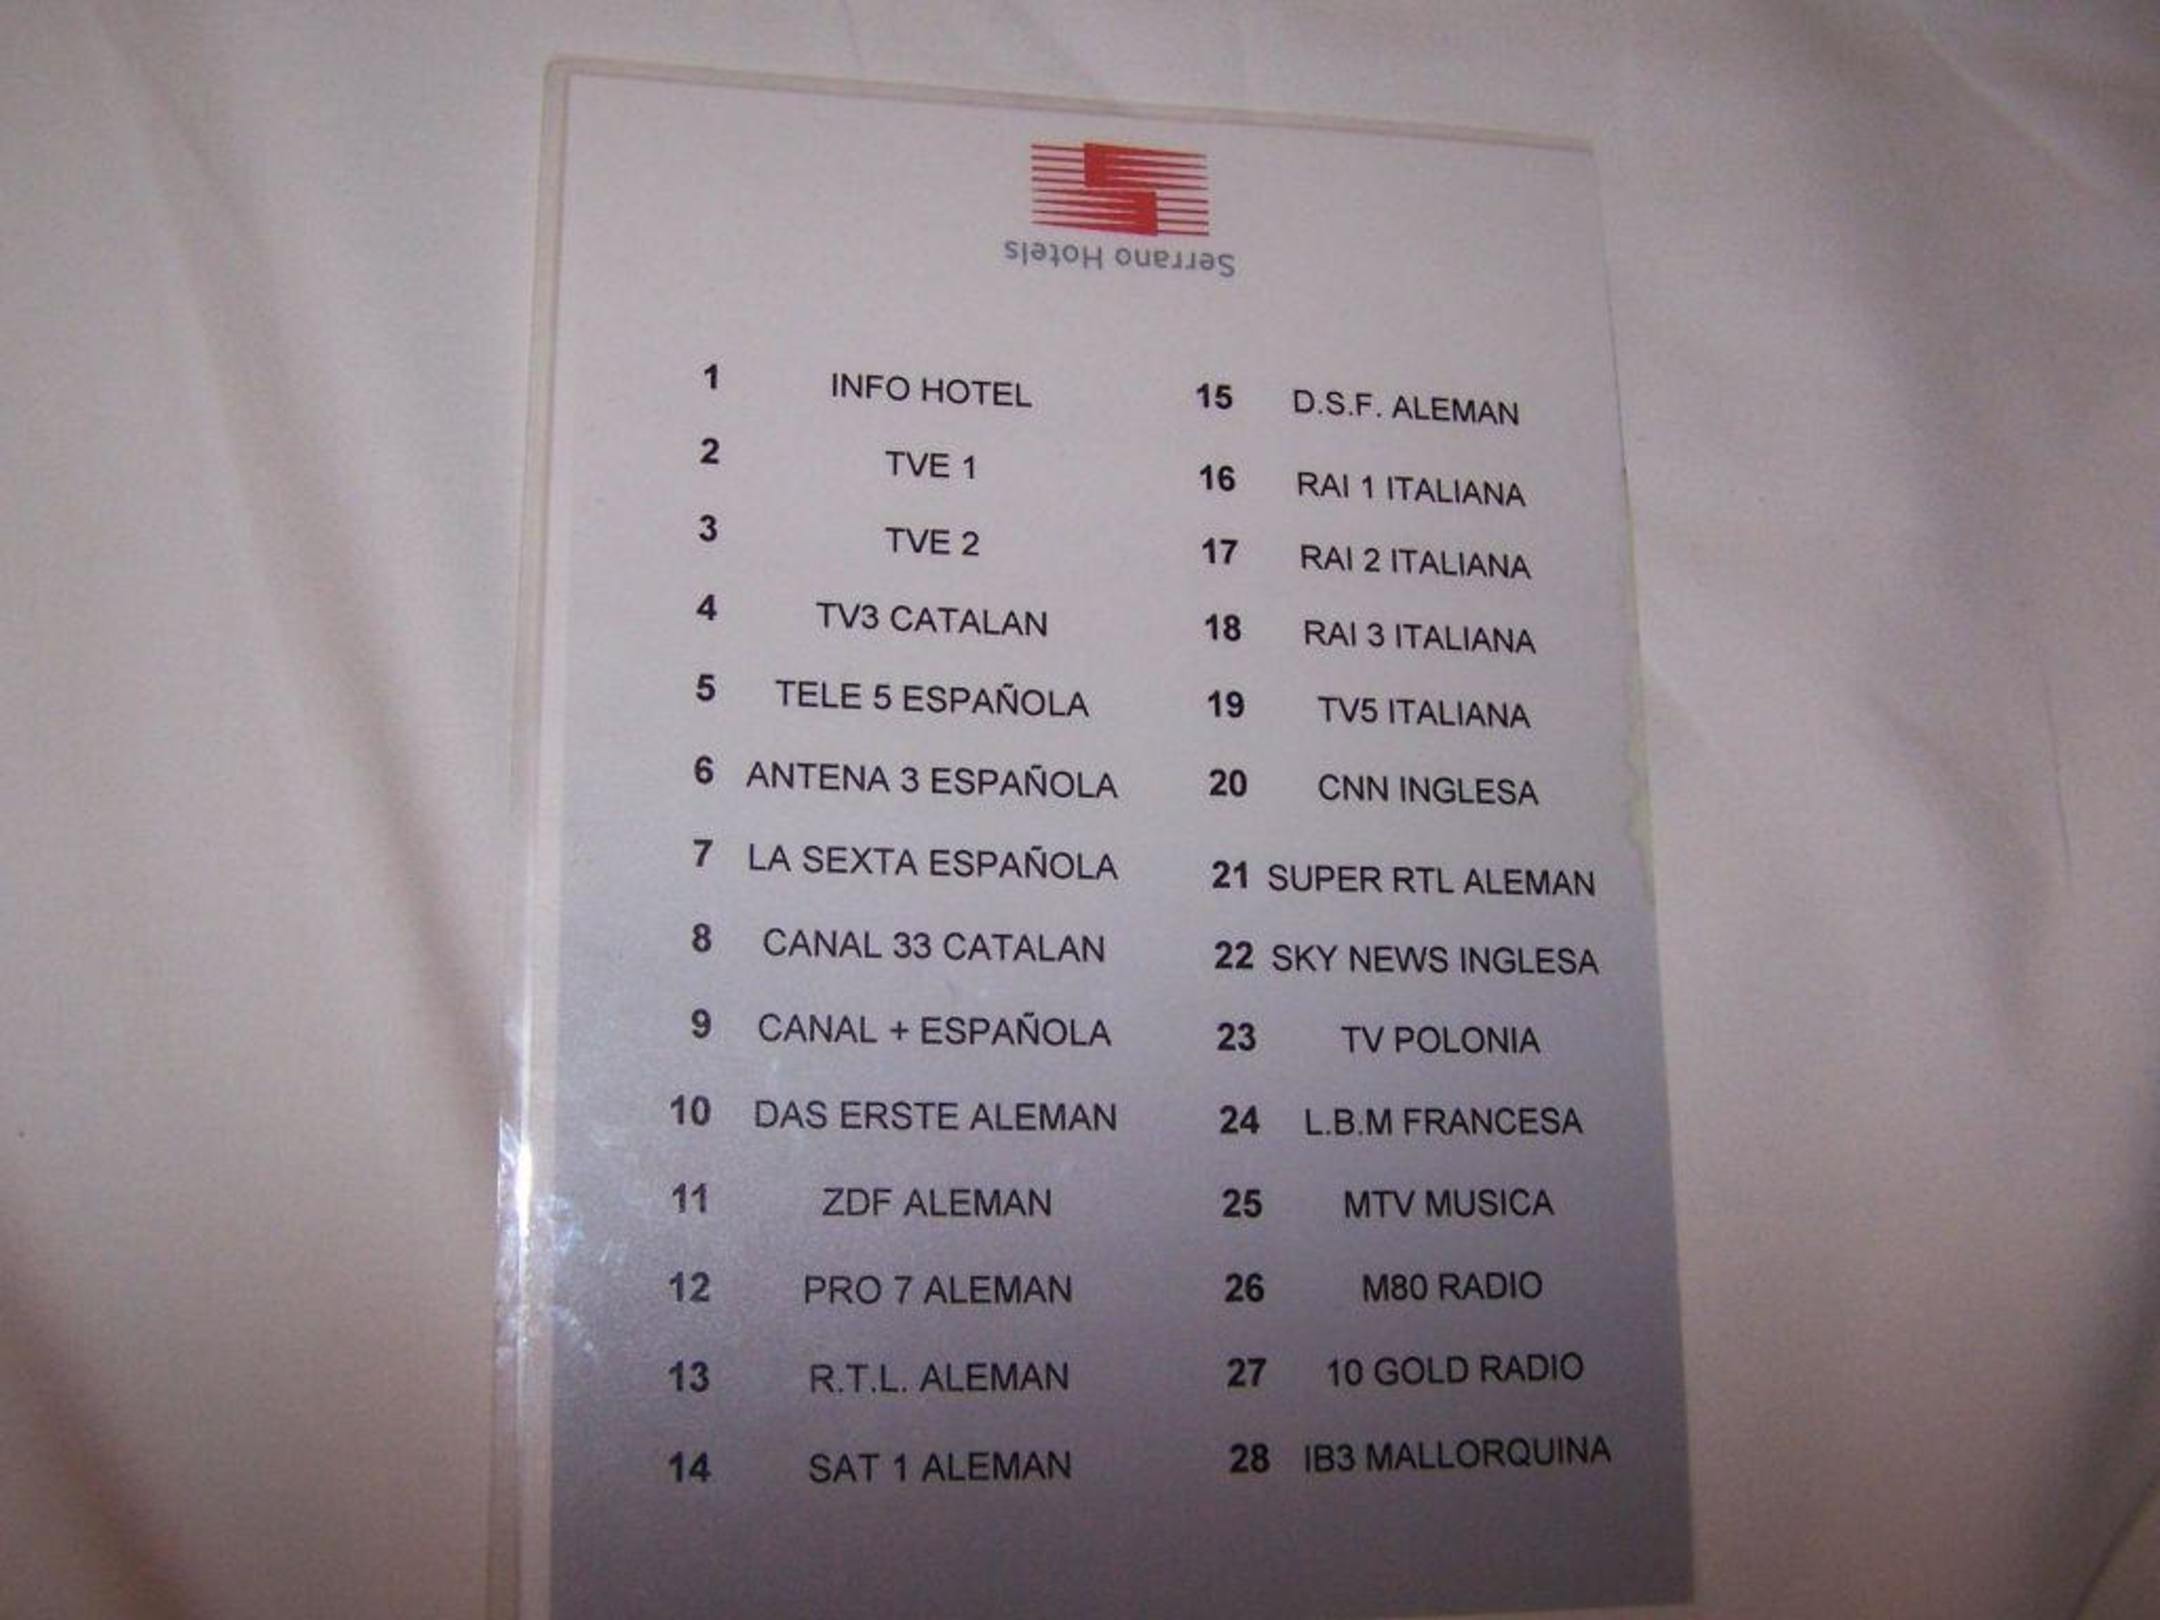 Serrano Hotels
1 INFO HOTEL
2 TVE 1
3 TVE 2
4 TV3 CATALAN
5 TELE 5 ESPAÑOLA
6 ANTENA 3 ESPAÑOLA
7 LA SEXTA ESPAÑOLA
8 CANAL 33 CATALAN
9 CANAL + ESPAÑOLA
10 DAS ERSTE ALEMAN
11 ZDF ALEMAN
12 PRO 7 ALEMAN
13 R.T.L. ALEMAN
14 SAT 1 ALEMAN
15 D.S.F. ALEMAN
16 RAI 1 ITALIANA
17 RAI 2 ITALIANA
18 RAI 3 ITALIANA
19 TV5 ITALIANA
20 CNN INGLESA
21 SUPER RTL ALEMAN
22 SKY NEWS INGLESA
23 TV POLONIA
24 L.B.M FRANCESA
25 MTV MUSICA
26 M80 RADIO
27 10 GOLD RADIO
28 IB3 MALLORQUINA